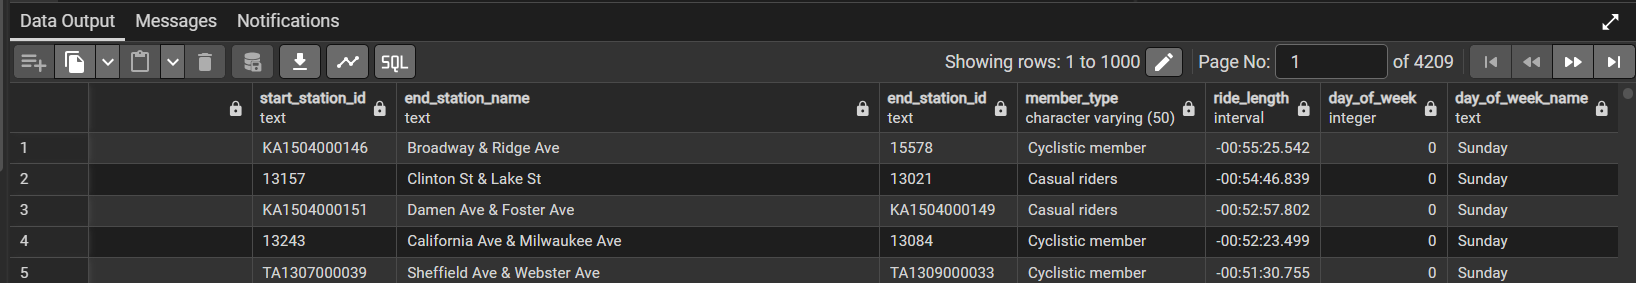 Data Output Messages Notifications
SQL Showing rows: 1 to 1000 Page No: 1 of 4209
start_station_id end_station_name end_station_id member_type ride_length day_of_week day_of_week_name
text text text character varying (50) interval integer text
1 KA1504000146 Broadway & Ridge Ave 15578 Cyclistic member -00:55:25.542 0 Sunday
2 13157 Clinton St & Lake St 13021 Casual riders -00:54:46.839 0 Sunday
3 KA1504000151 Damen Ave & Foster Ave KA1504000149 Casual riders -00:52:57.802 0 Sunday
4 13243 California Ave & Milwaukee Ave 13084 Cyclistic member -00:52:23.499 0 Sunday
5 TA1307000039 Sheffield Ave & Webster Ave TA1309000033 Cyclistic member -00:51:30.755 0 Sunday